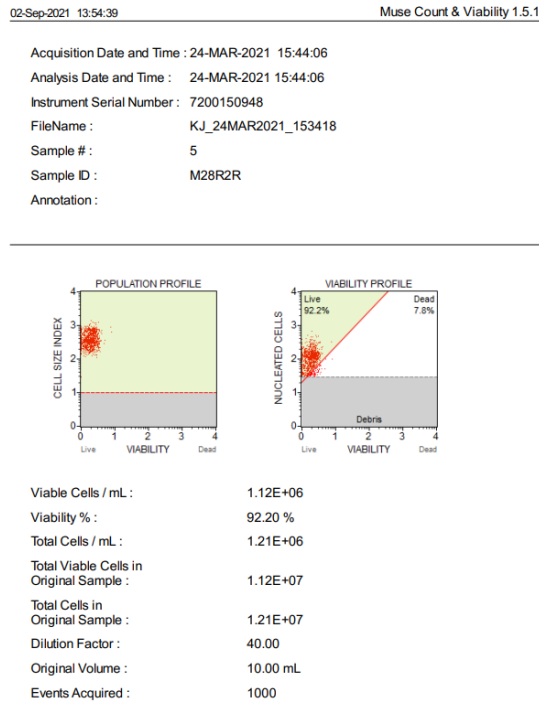 02-Sep-2021 13:54:39 Muse Count & Viability 1.5.1
Acquisition Date and Time : 24-MAR-2021 15:44:06
Analysis Date and Time : 24-MAR-2021 15:44:06
Instrument Serial Number : 7200150948
FileName : KJ_24MAR2021_153418
Sample # : 5
Sample ID : M28R2R
Annotation :
POPULATION PROFILE
4
3
2
1
0
CELL SIZE INDEX
0 1 2 3 4
Live VIABILITY Dead
VIABILITY PROFILE
4
3
2
1
0
NUCLEATED CELLS
Live Dead
92.2% 7.8%
Debris
0 1 2 3 4
Live VIABILITY Dead
Viable Cells / mL : 1.12E+06
Viability % : 92.20 %
Total Cells / mL : 1.21E+06
Total Viable Cells in
Original Sample : 1.12E+07
Total Cells in
Original Sample : 1.21E+07
Dilution Factor : 40.00
Original Volume : 10.00 mL
Events Acquired : 1000